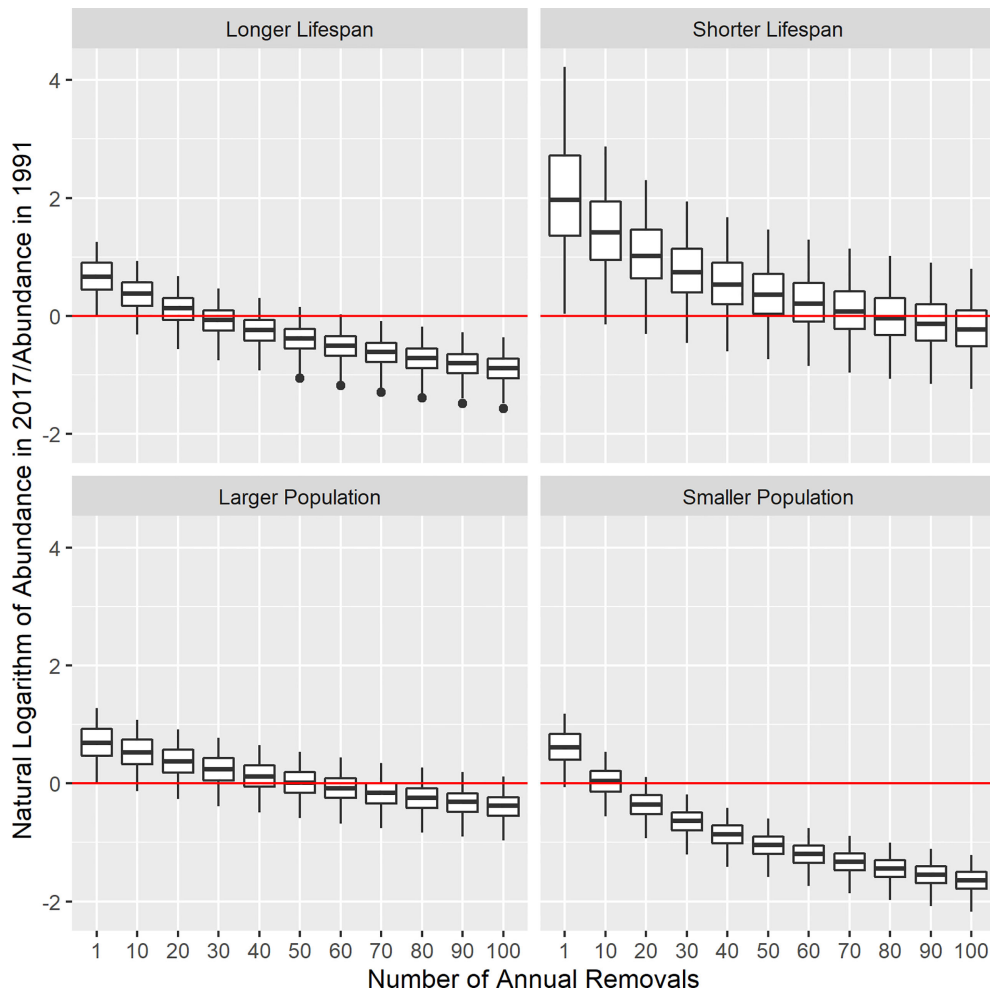 Longer Lifespan
Shorter Lifespan
4
2
0
-2
Larger Population
Smaller Population
4
2
0
-2
1 10 20 30 40 50 60 70 80 90 100
1 10 20 30 40 50 60 70 80 90 100
Number of Annual Removals
Natural Logarithm of Abundance in 2017/Abundance in 1991